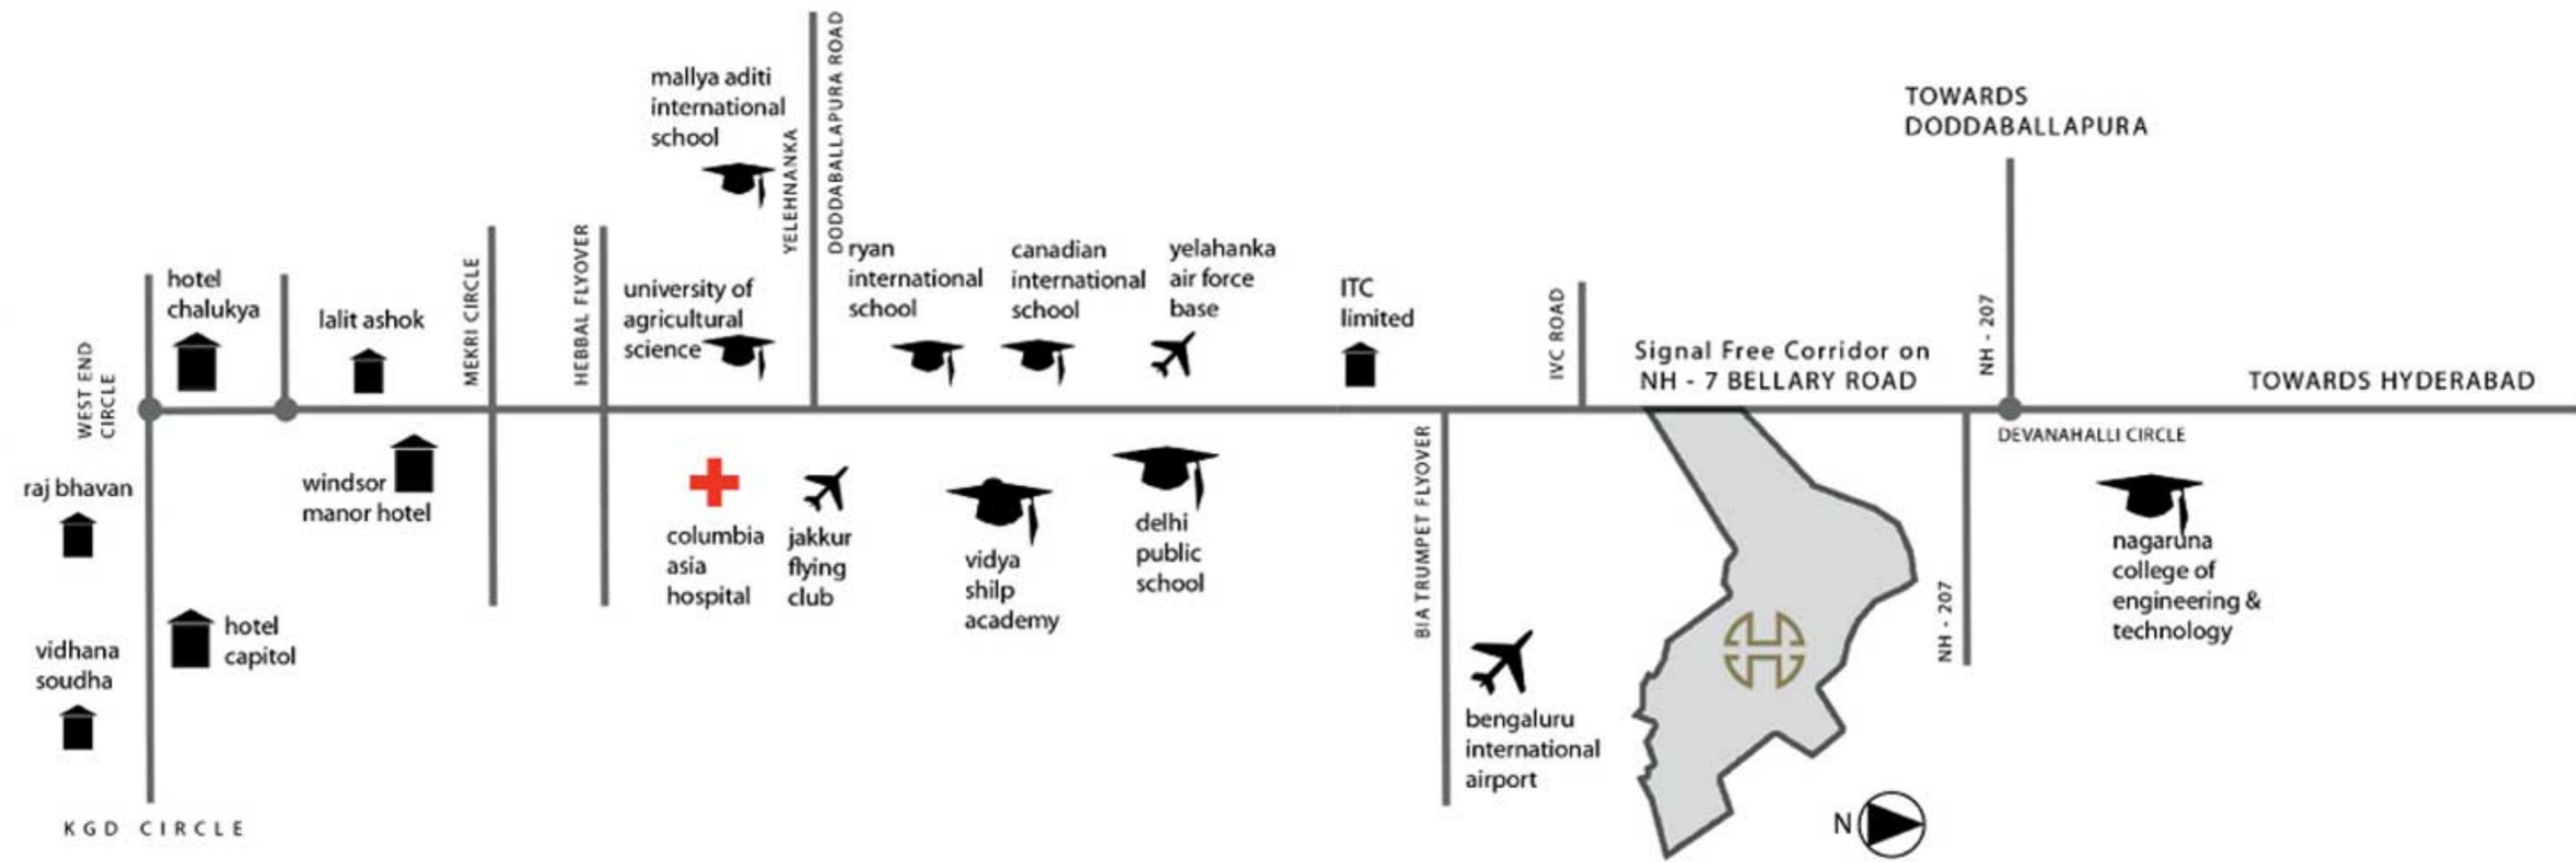 mallya aditi
international
school
YELEHNANKA
DODDABALLAPURA ROAD
TOWARDS
DODDABALLAPURA
hotel
chalukya
lalit ashok
MEKRI CIRCLE
HEBBAL FLYOVER
university of
agricultural
science
ryan
international
school
canadian
international
school
yelahanka
air force
base
ITC
limited
IVC ROAD
Signal Free Corridor on
NH - 7 BELLARY ROAD
NH - 207
TOWARDS HYDERABAD
WEST END
CIRCLE
DEVANAHALLI CIRCLE
raj bhavan
windsor
manor hotel
columbia
asia
hospital
jakkur
flying
club
vidya
shilp
academy
delhi
public
school
BIA TRUMPET FLYOVER
NH - 207
nagaruna
college of
engineering &
technology
hotel
capitol
vidhana
soudha
bengaluru
international
airport
KGD CIRCLE
N